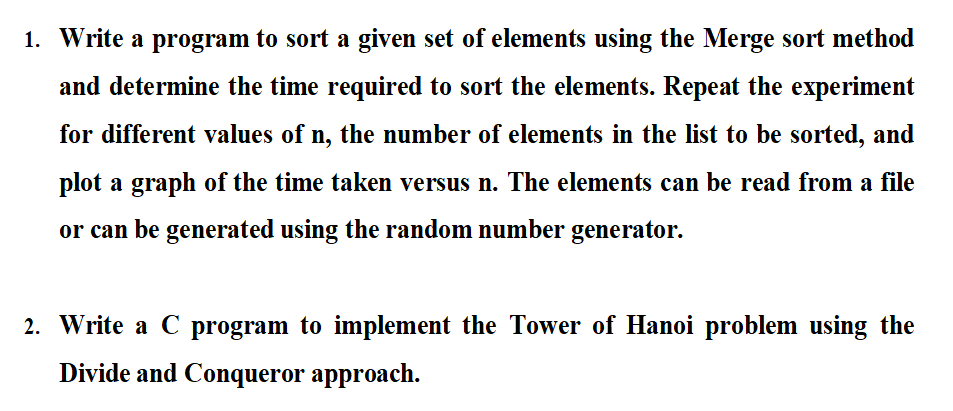 1. Write a program to sort a given set of elements using the Merge sort method
and determine the time required to sort the elements. Repeat the experiment
for different values of n, the number of elements in the list to be sorted, and
plot a graph of the time taken versus n. The elements can be read from a file
or can be generated using the random number generator.
2. Write a C program to implement the Tower of Hanoi problem using the
Divide and Conqueror approach.